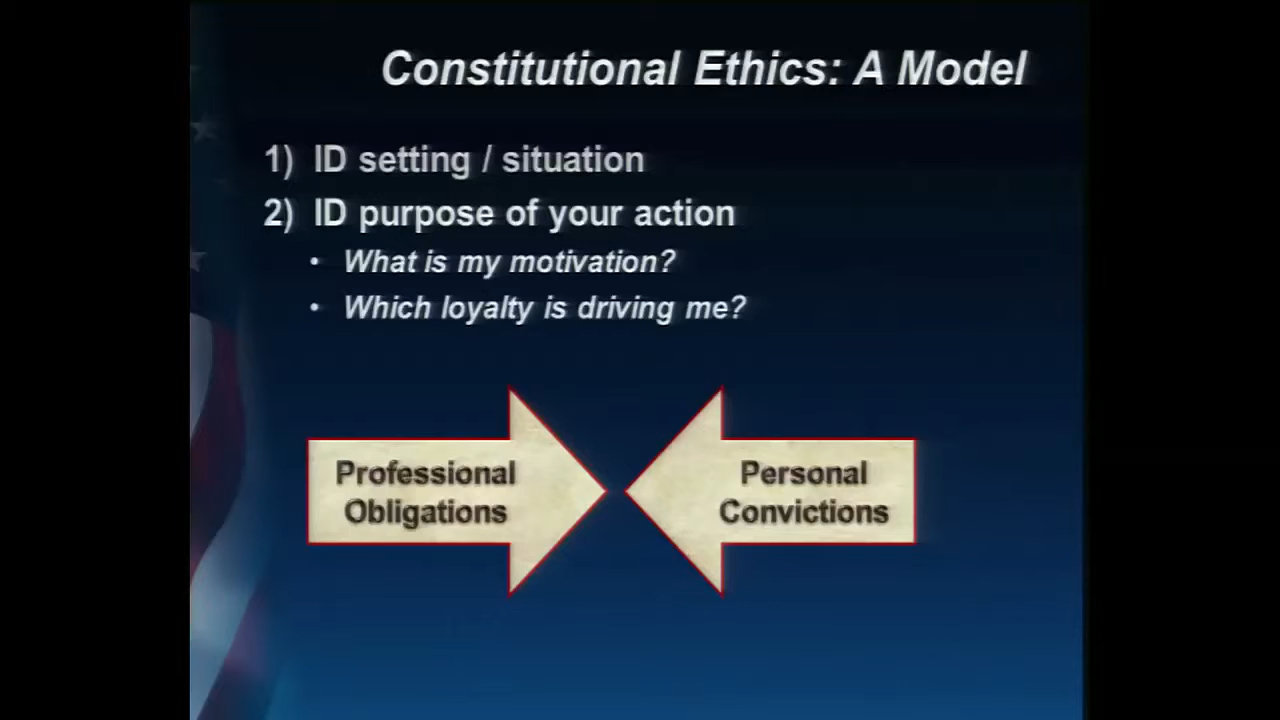 Constitutional Ethics: A Model
1) ID setting / situation
2) ID purpose of your action
• What is my motivation?
• Which loyalty is driving me?
Professional
Obligations
Personal
Convictions